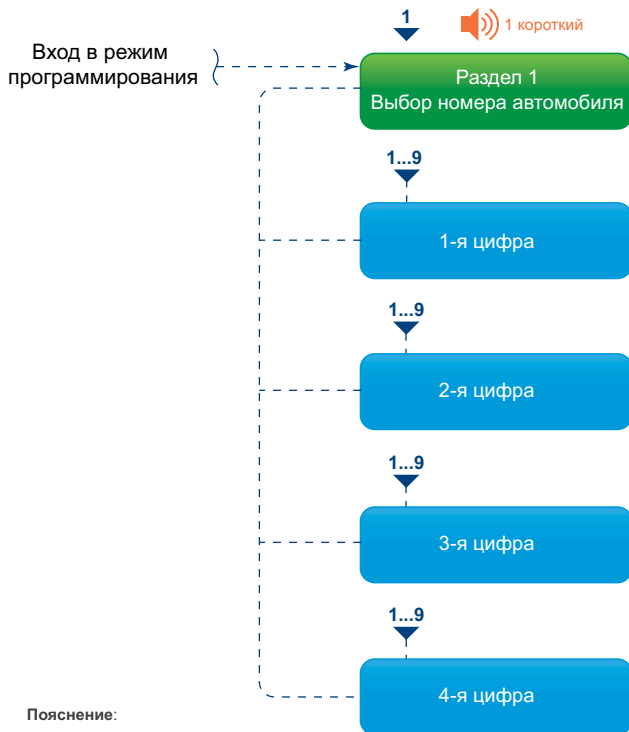 1
1 короткий
Вход в режим
программирования
Раздел 1
Выбор номера автомобиля
1...9
1-я цифра
1...9
2-я цифра
1...9
3-я цифра
1...9
4-я цифра
Пояснение: